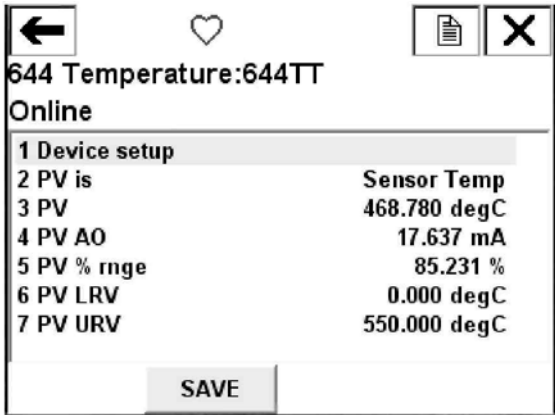 644 Temperature:644TT
Online
1 Device setup
2 PV is Sensor Temp
3 PV 468.780 degC
4 PV AO 17.637 mA
5 PV % rnge 85.231 %
6 PV LRV 0.000 degC
7 PV URV 550.000 degC
SAVE